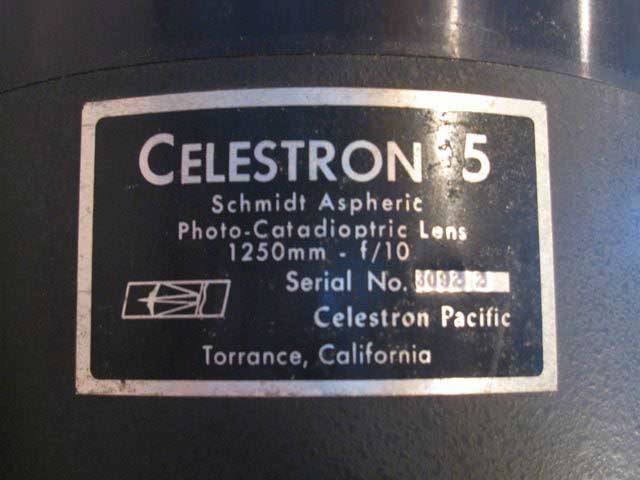 CELESTRON 5
Schmidt Aspheric
Photo-Catadioptric Lens
1250mm - f/10
Serial No.
Celestron Pacific
Torrance, California